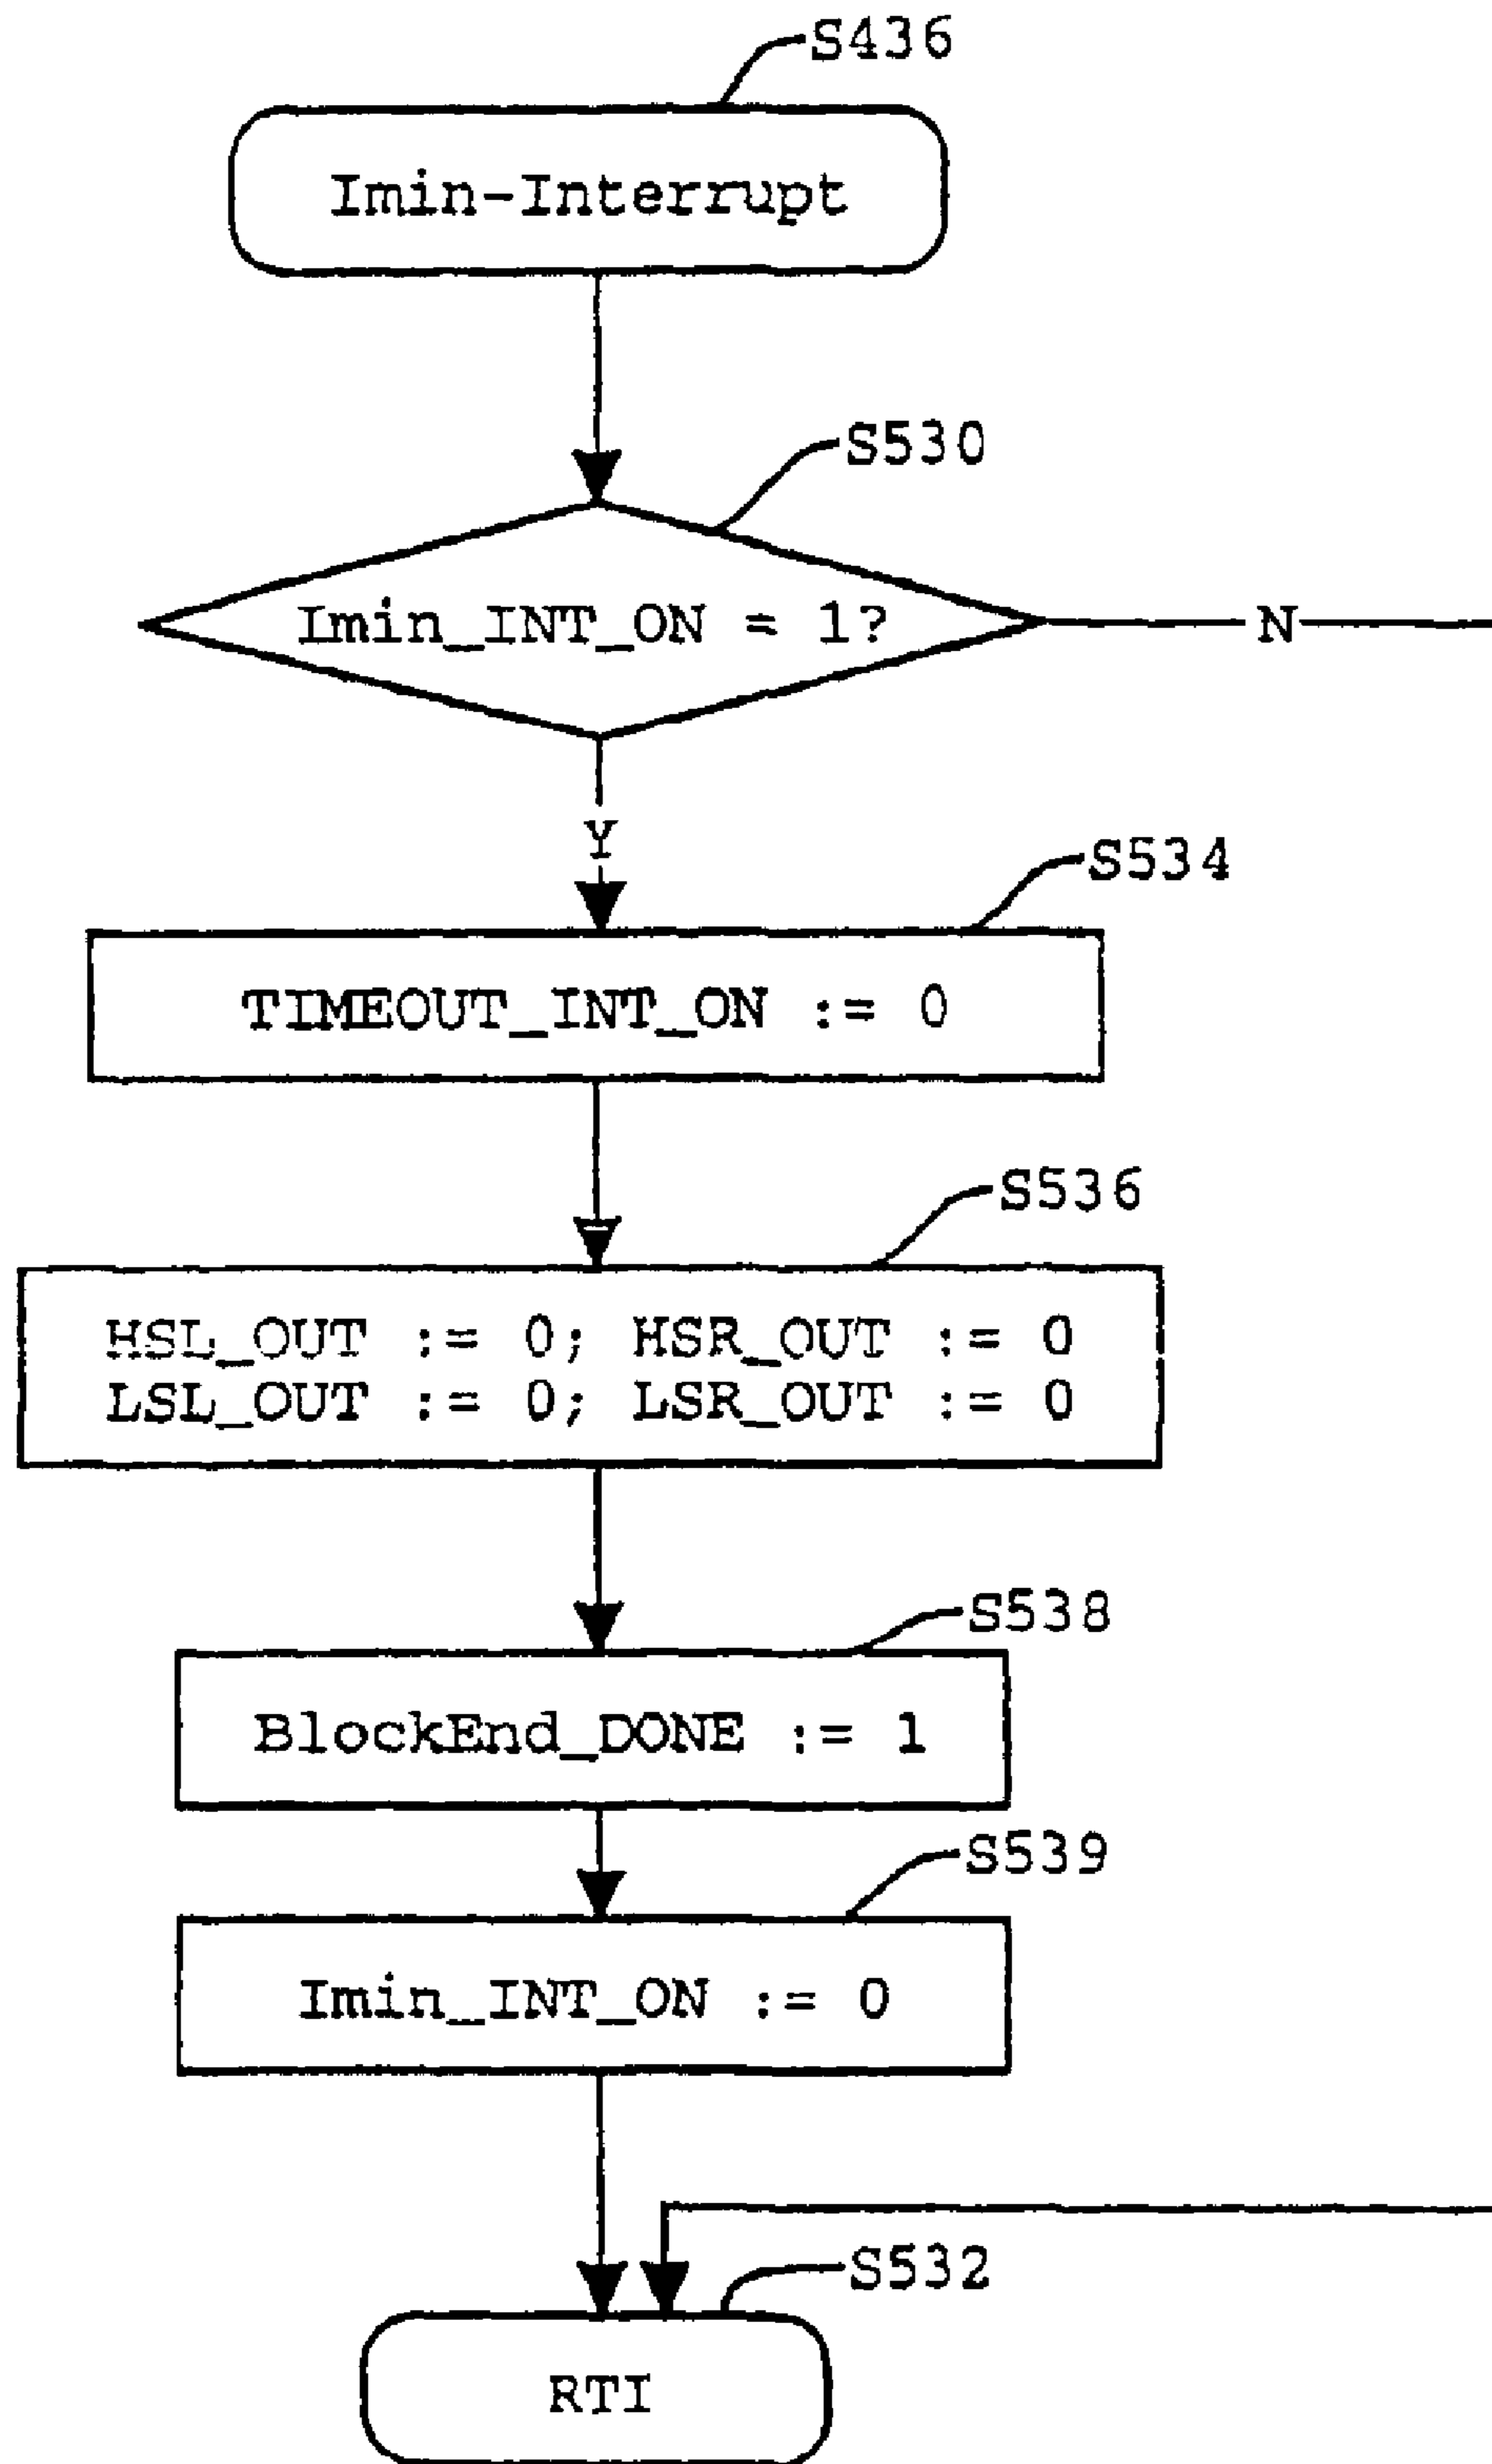 S436
Imin-Interrupt
S530
Imin_INT_ON = 1?
N
Y
S534
TIMEOUT_INT_ON := 0
S536
HSL_OUT := 0; HSR_OUT := 0
LSL_OUT := 0; LSR_OUT := 0
S538
BlockEnd_DONE := 1
S539
Imin_INT_ON := 0
S532
RTI